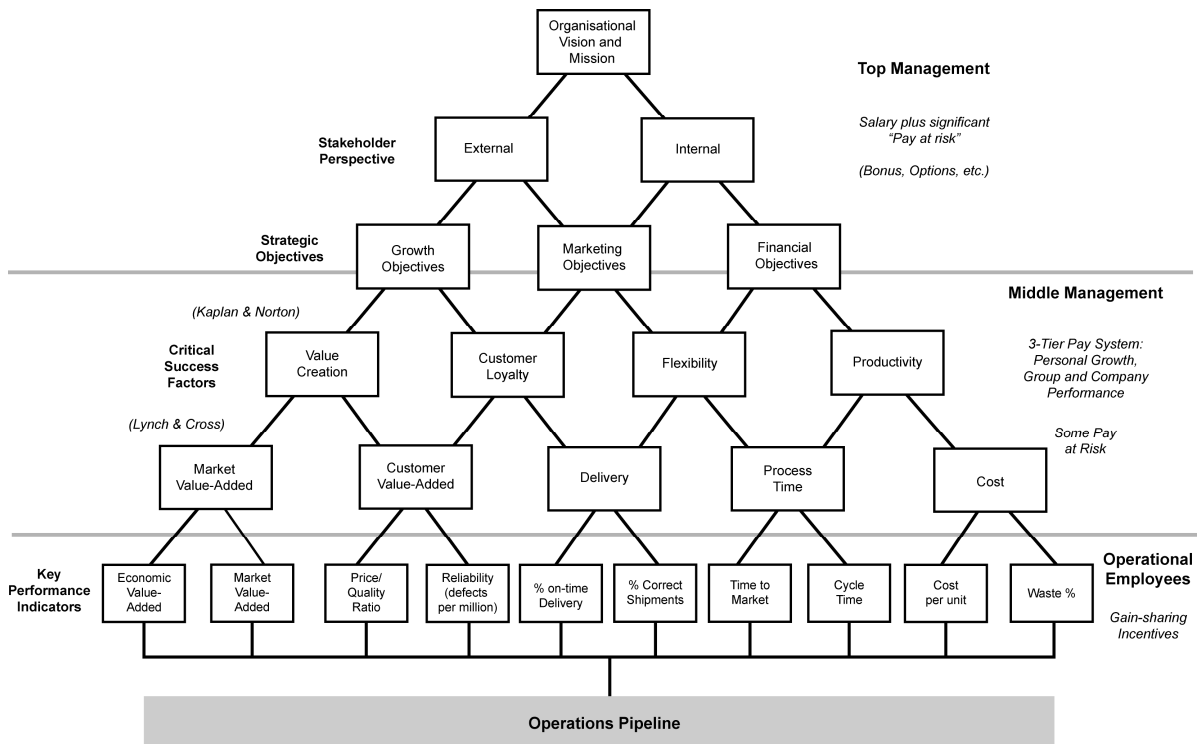 Organisational
Vision and
Mission
Top Management
Salary plus significant
“Pay at risk”
(Bonus, Options, etc.)
Stakeholder
Perspective
External
Internal
Strategic
Objectives
Growth
Objectives
Marketing
Objectives
Financial
Objectives
Middle Management
(Kaplan & Norton)
Critical
Success
Factors
Value
Creation
Customer
Loyalty
Flexibility
Productivity
3-Tier Pay System:
Personal Growth,
Group and Company
Performance
(Lynch & Cross)
Some Pay
at Risk
Market
Value-Added
Customer
Value-Added
Delivery
Process
Time
Cost
Key
Performance
Indicators
Economic
Value-
Added
Market
Value-
Added
Price/
Quality
Ratio
Reliability
(defects
per million)
% on-time
Delivery
% Correct
Shipments
Time to
Market
Cycle
Time
Cost
per unit
Waste %
Operational
Employees
Gain-sharing
Incentives
Operations Pipeline